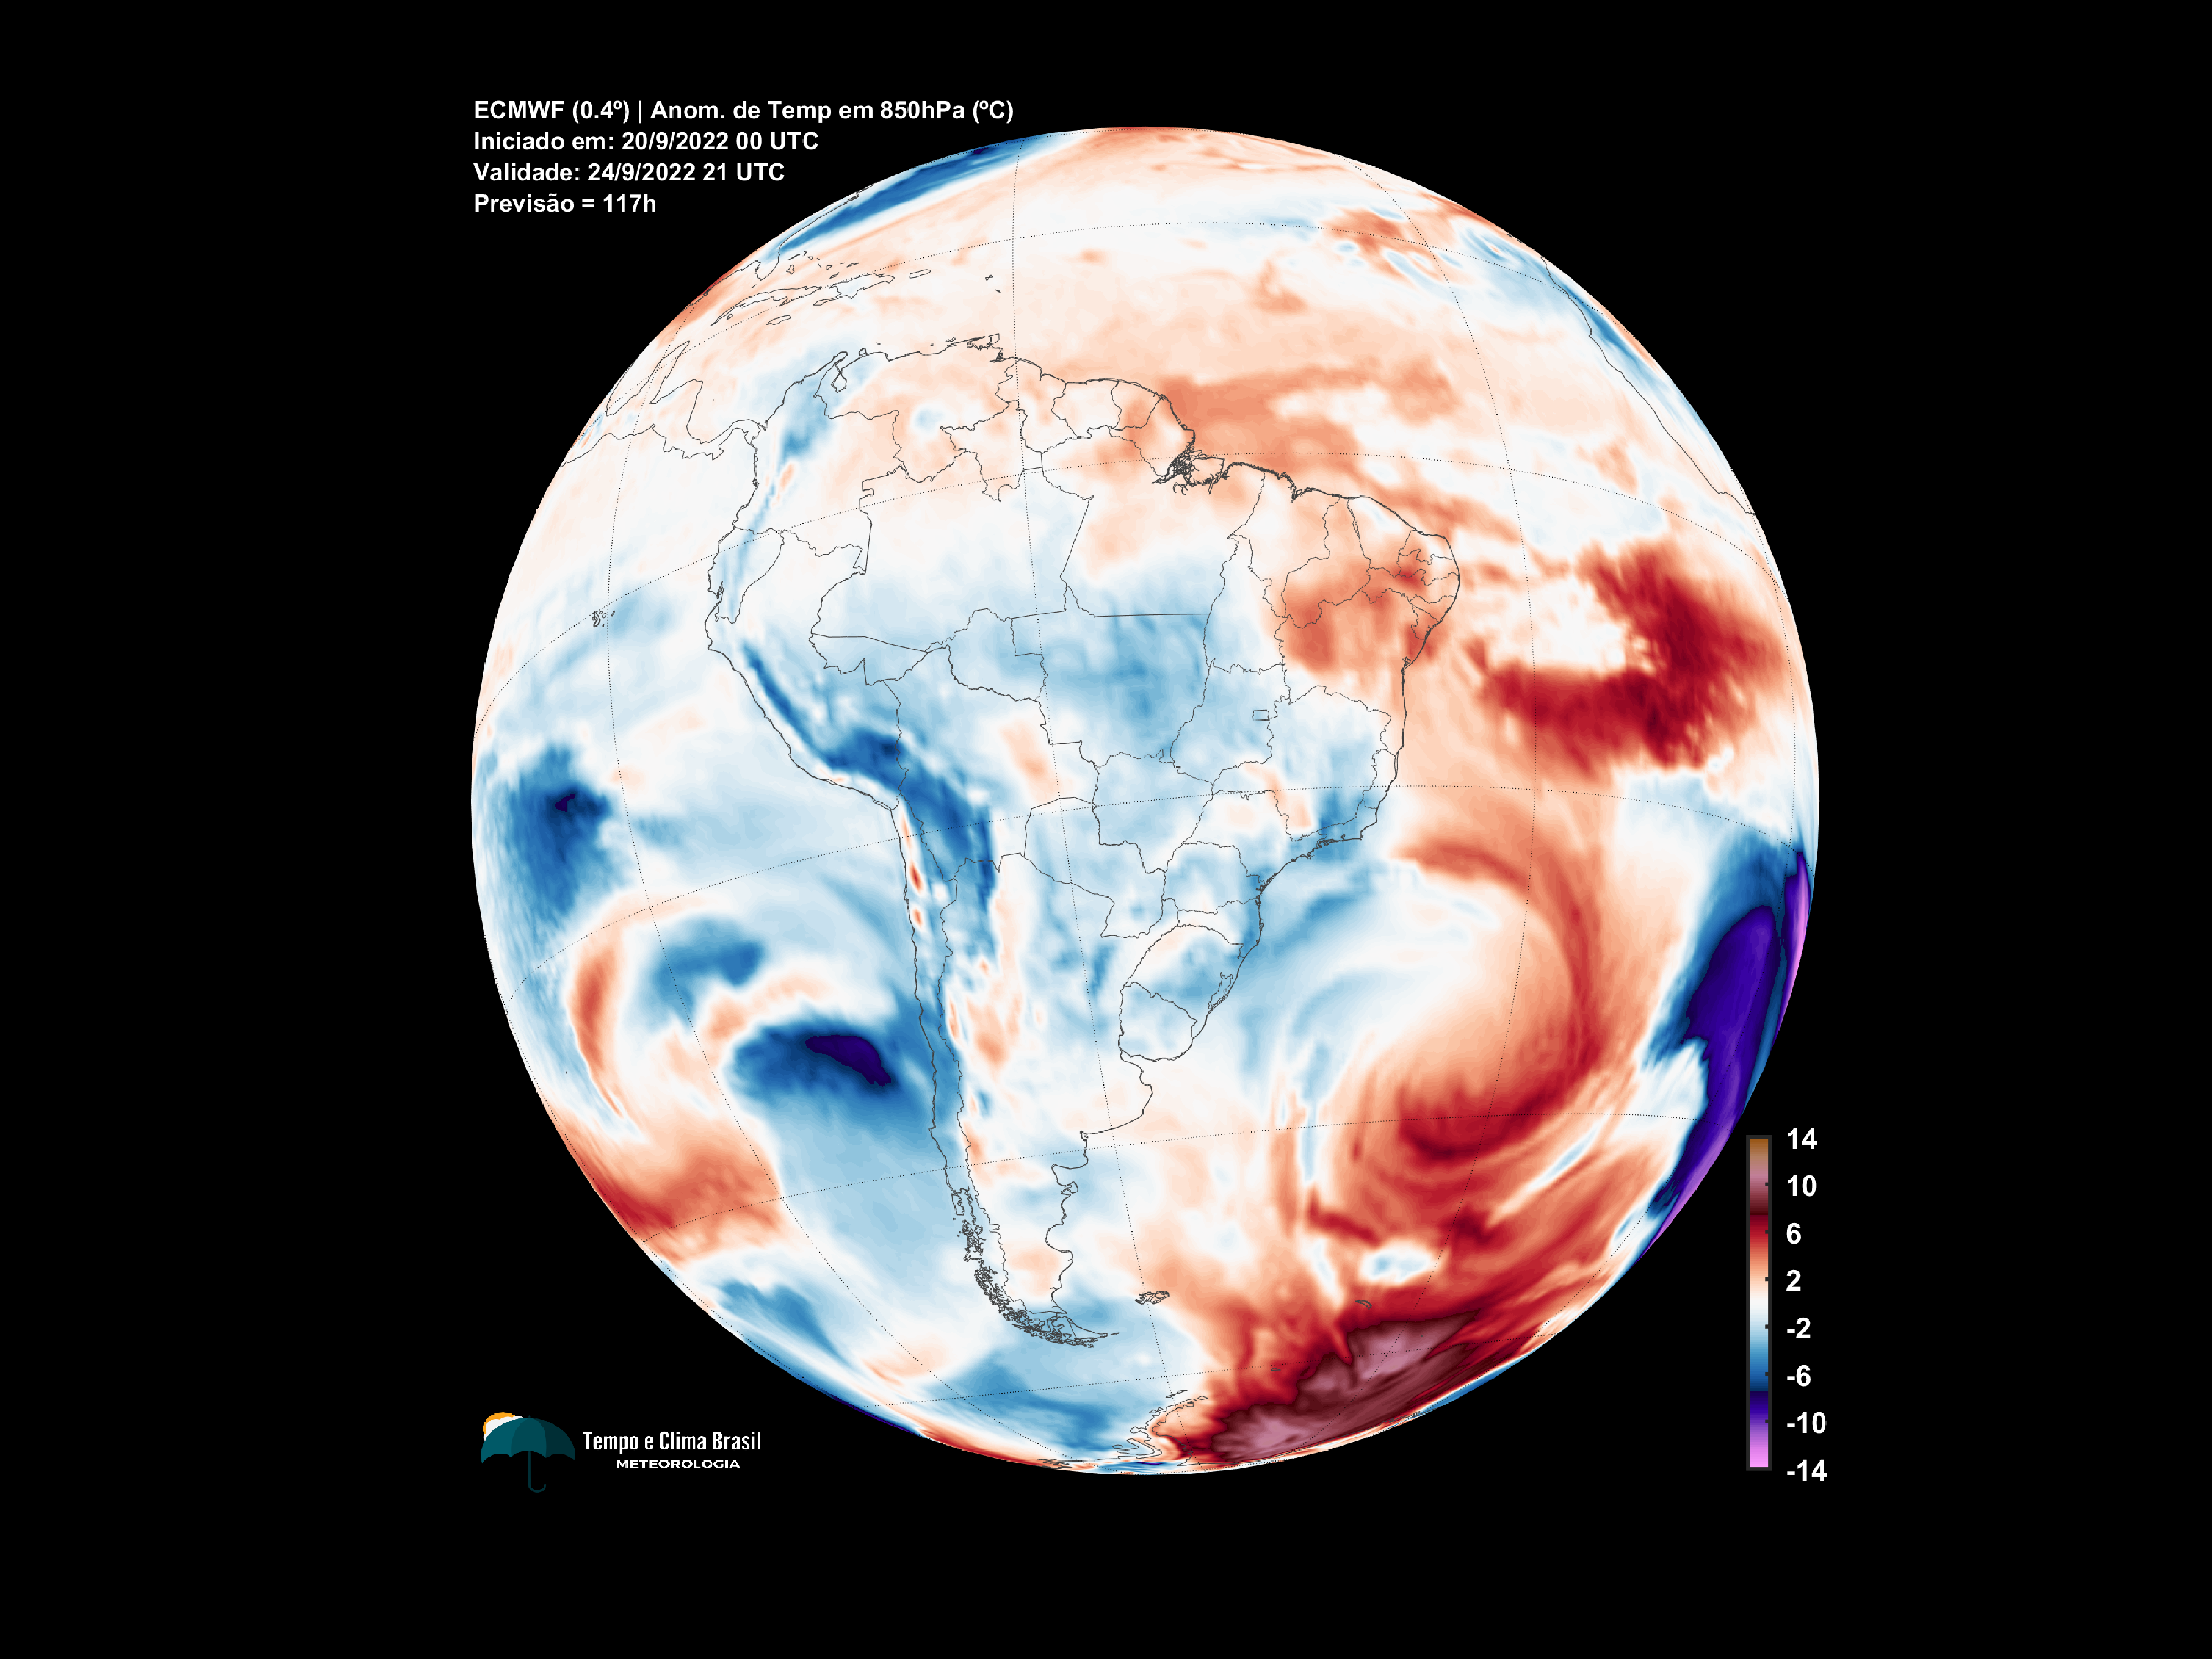 ECMWF (0.4º) | Anom. de Temp em 850hPa (ºC)
Iniciado em: 20/9/2022 00 UTC
Validade: 24/9/2022 21 UTC
Previsão = 117h
14
10
6
2
-2
-6
-10
-14
Tempo e Clima Brasil
METEOROLOGIA